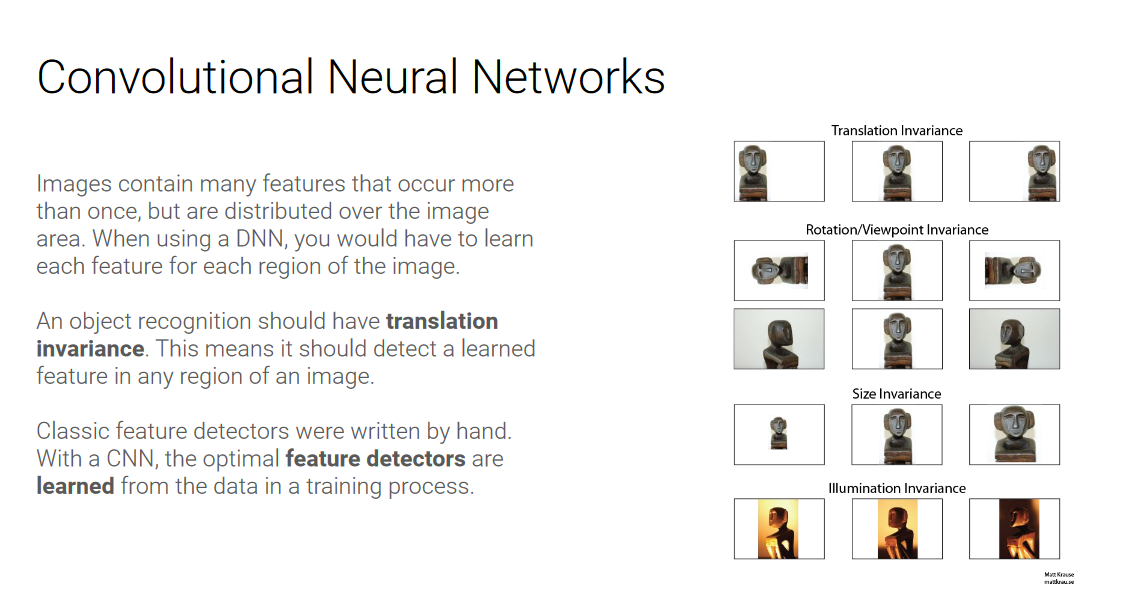 Convolutional Neural Networks
Images contain many features that occur more
than once, but are distributed over the image
area. When using a DNN, you would have to learn
each feature for each region of the image.
An object recognition should have translation
invariance. This means it should detect a learned
feature in any region of an image.
Classic feature detectors were written by hand.
With a CNN, the optimal feature detectors are
learned from the data in a training process.
Translation Invariance
Rotation/Viewpoint Invariance
Size Invariance
Illumination Invariance
Matt Krause
mattkrau.se